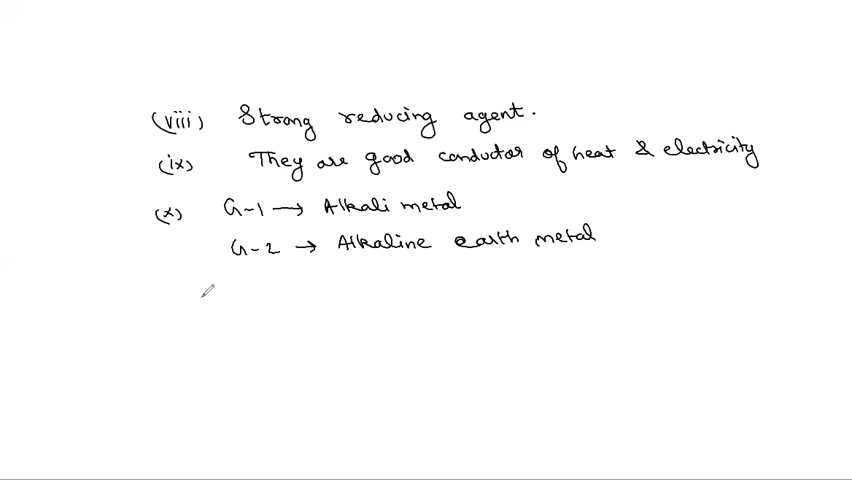 (viii) Strong reducing agent.
(ix) They are good conductor of heat & electricity
(x) G-1 → Alkali metal
G-2 → Alkaline earth metal